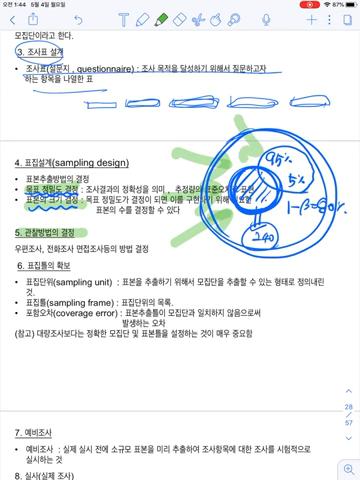 오전 1:44 5월 4일 월요일
모집단이라고 한다.
3. 조사표 설계
• 조사표(설문지, questionnaire) : 조사 목적을 달성하기 위해서 질문하고자
하는 항목을 나열한 표
4. 표집설계(sampling design)
• 표본추출방법의 결정
• 목표 정밀도 결정 : 조사결과의 정확성을 의미, 추정량의 표준오차로 표현
• 표본의 크기 결정 : 목표 정밀도가 결정이 되면 이를 구현하기 위해 필요한
표본의 수를 결정할 수 있다
95%
5%
1-β=80%
240
5. 관찰방법의 결정
우편조사, 전화조사 면접조사등의 방법 결정
6. 표집틀의 확보
• 표집단위(sampling unit) : 표본을 추출하기 위해서 모집단을 추출할 수 있는 형태로 정의내린
것.
• 표집틀(sampling frame) : 표집단위의 목록.
• 포함오차(coverage error) : 표본추출틀이 모집단과 일치하지 않음으로써
발생하는 오차
(참고) 대량조사보다는 정확한 모집단 및 표본틀을 설정하는 것이 매우 중요함
28
/
57
7. 예비조사
• 예비조사 : 실제 실시 전에 소규모 표본을 미리 추출하여 조사항목에 대한 조사를 시험적으로
실시하는 것
8. 실사(실제 조사)